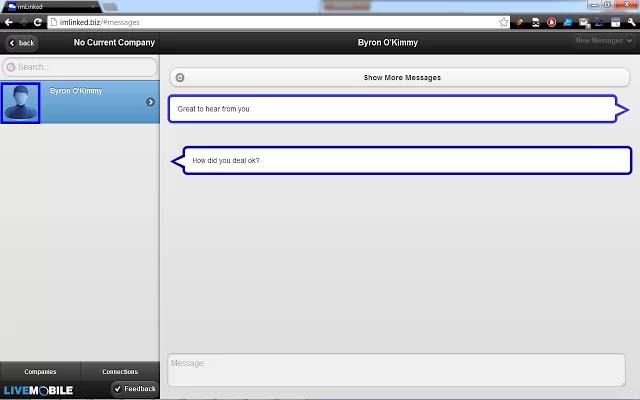 imLinked
imlinked.biz/#messages
back
No Current Company
Byron O'Kimmy
New Messages
Search...
Byron O'Kimmy
Show More Messages
Great to hear from you
How did you deal ok?
Message...
Companies
Connections
LIVEMOBILE
Feedback